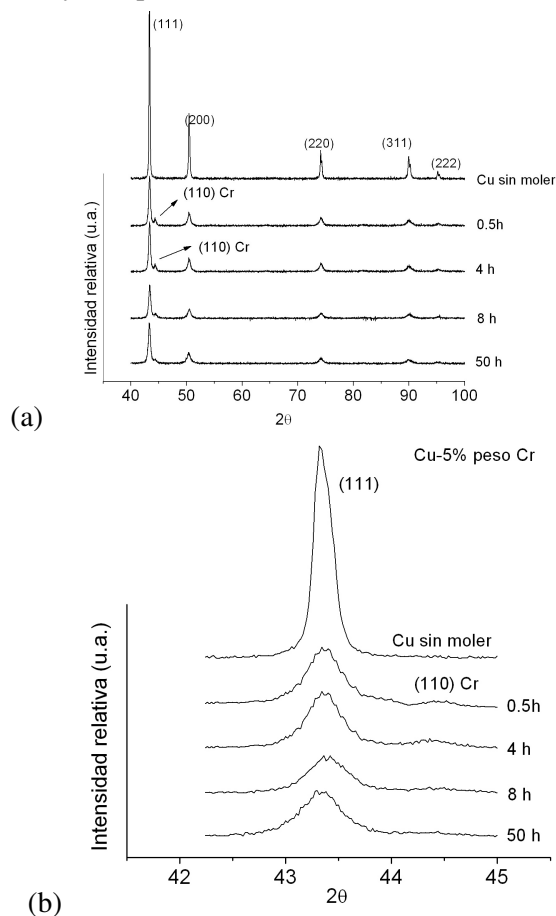 (111)
(200)
(220)
(311)
(222)
Cu sin moler
(110) Cr
0.5h
(110) Cr
4 h
8 h
50 h
Intensidad relativa (u.a.)
40 50 60 70 80 90 100
2θ
(a)
Cu-5% peso Cr
(111)
Cu sin moler
(110) Cr
0.5h
4 h
8 h
50 h
Intensidad relativa (u.a.)
42 43 44 45
2θ
(b)